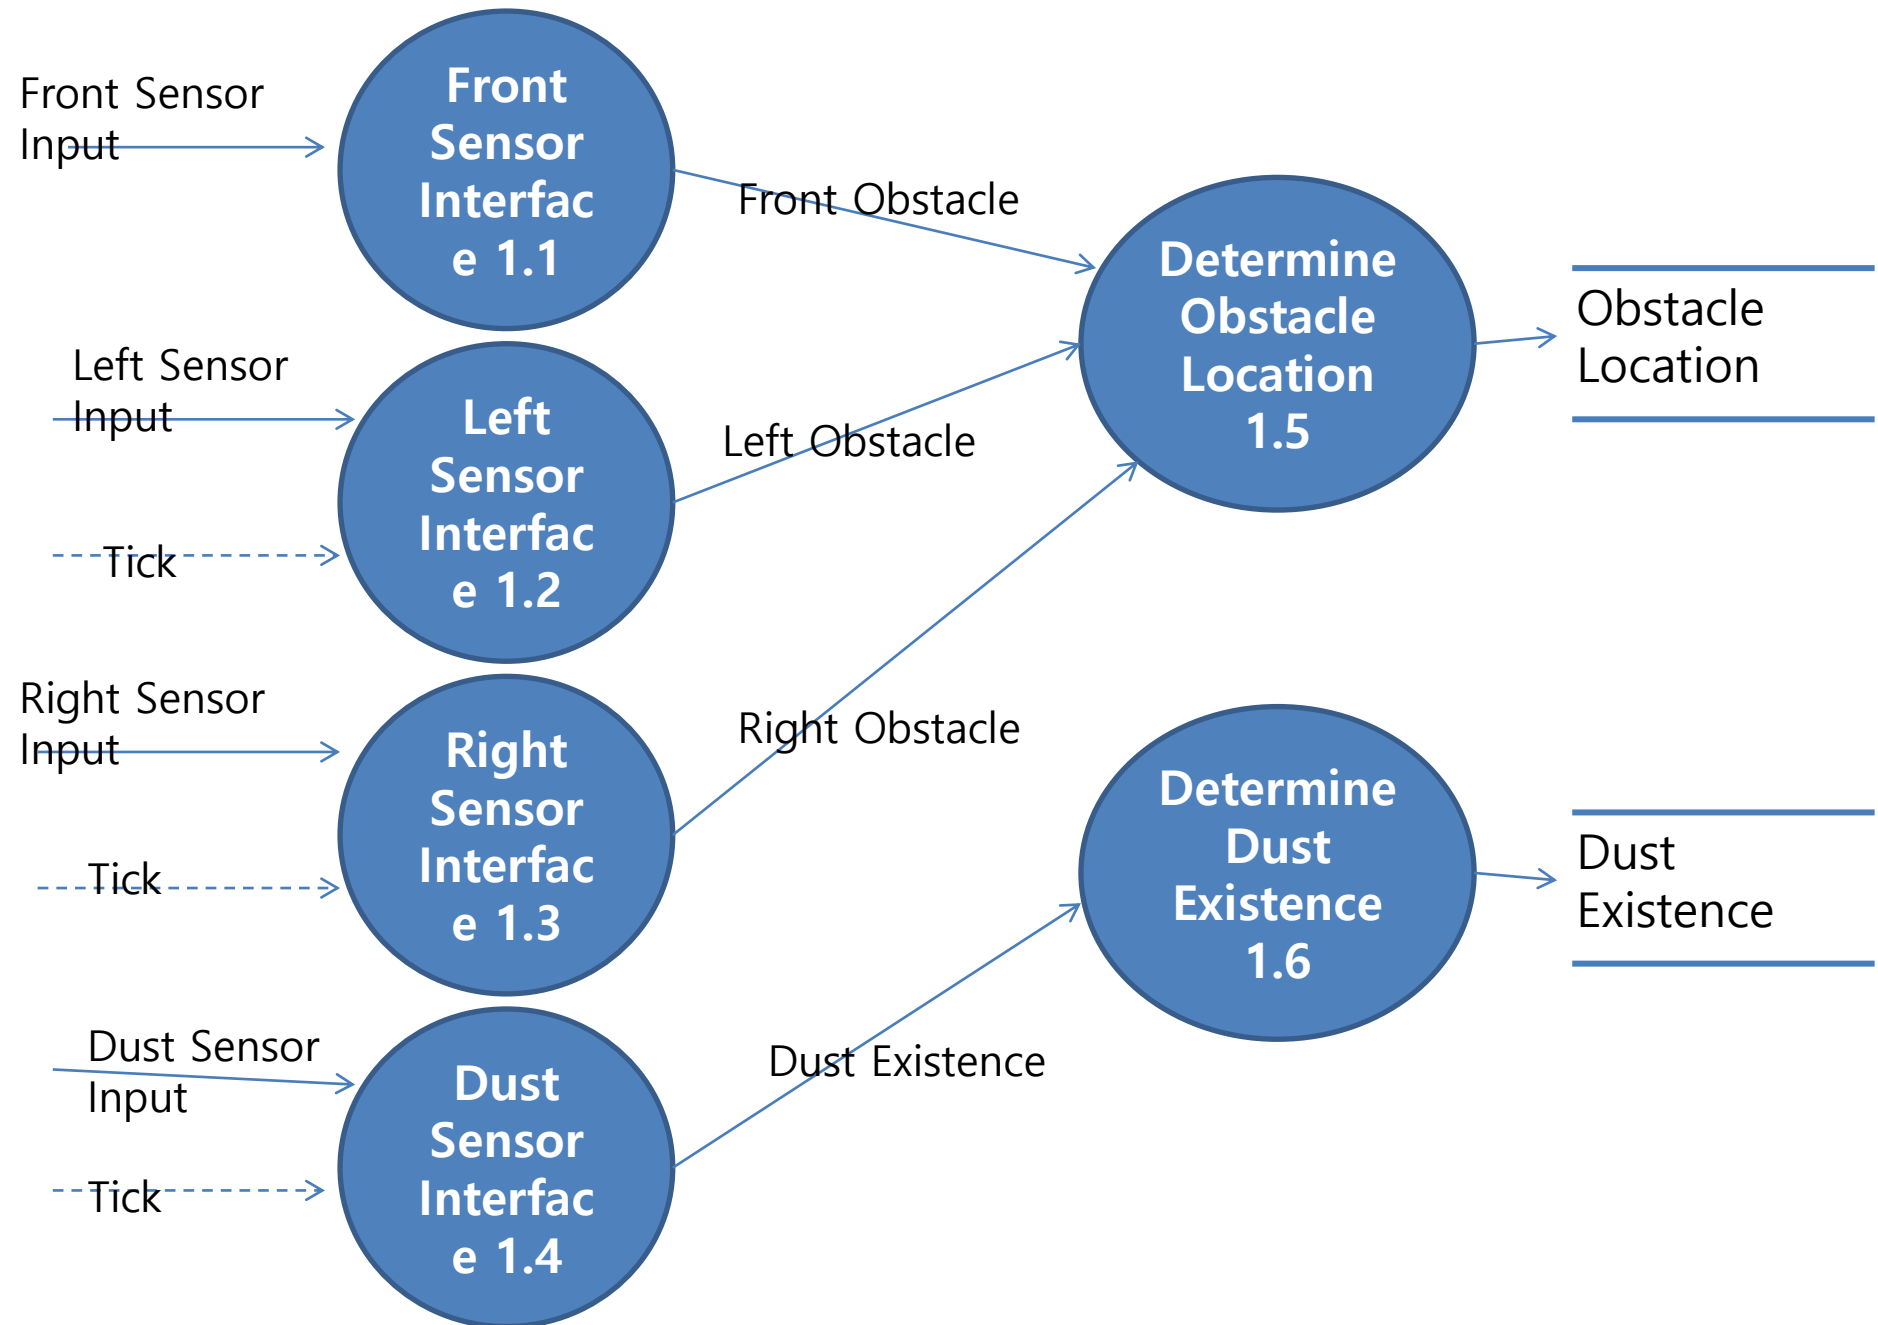 Front Sensor
Input
Front
Sensor
Interfac
e 1.1
Front Obstacle
Determine
Obstacle
Location
1.5
Obstacle
Location
Left Sensor
Input
Tick
Left
Sensor
Interfac
e 1.2
Left Obstacle
Right Sensor
Input
Tick
Right
Sensor
Interfac
e 1.3
Right Obstacle
Determine
Dust
Existence
1.6
Dust
Existence
Dust Sensor
Input
Tick
Dust
Sensor
Interfac
e 1.4
Dust Existence